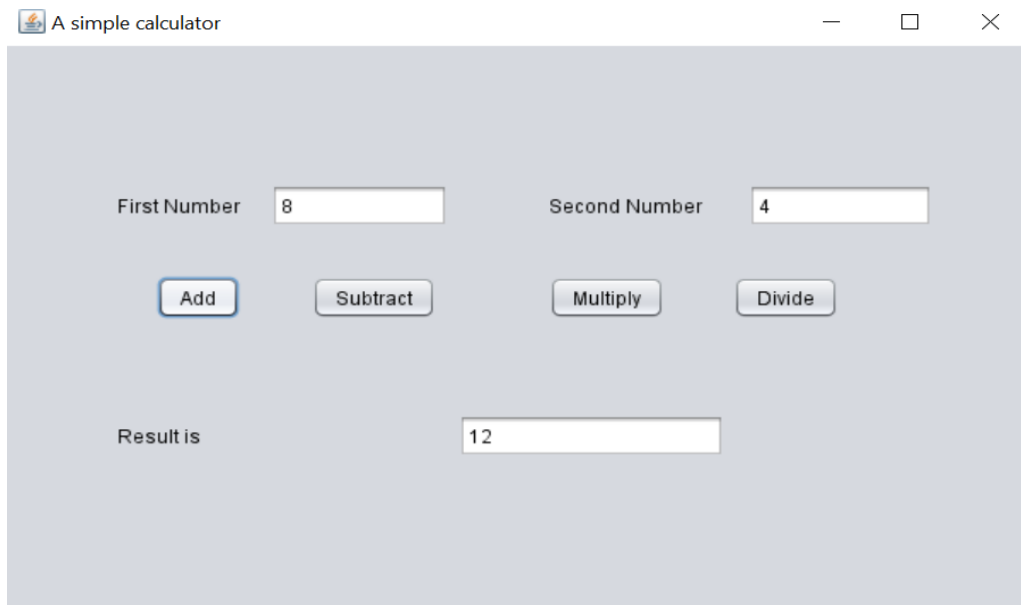 A simple calculator
First Number 8 Second Number 4
Add Subtract Multiply Divide
Result is 12